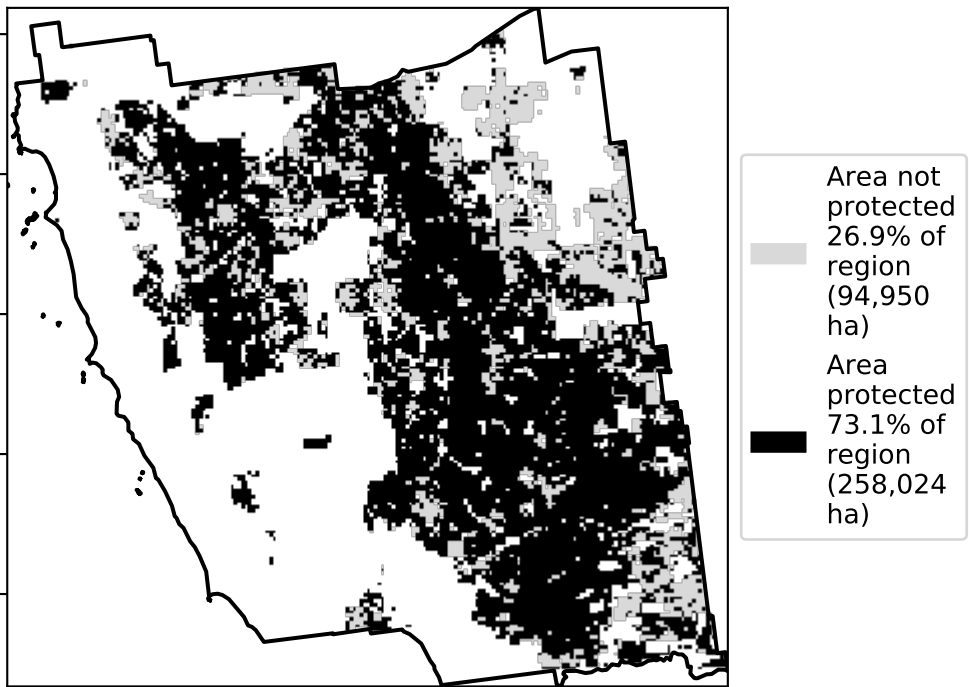 Area not
protected
26.9% of
region
(94,950
ha)
Area
protected
73.1% of
region
(258,024
ha)